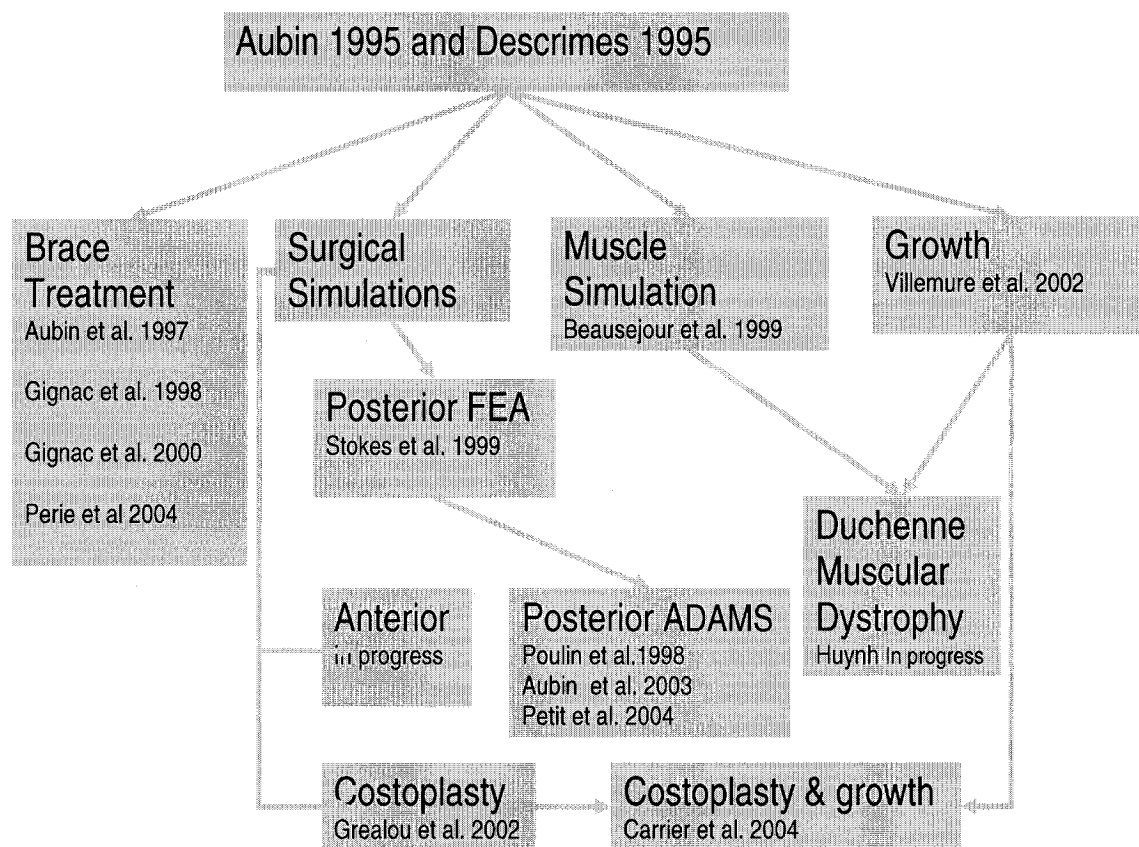 Aubin 1995 and Descrimes 1995
Brace
Treatment
Aubin et al. 1997
Gignac et al. 1998
Gignac et al. 2000
Perie et al 2004
Surgical
Simulations
Muscle
Simulation
Beausejour et al. 1999
Growth
Villemure et al. 2002
Posterior FEA
Stokes et al. 1999
Duchenne
Muscular
Dystrophy
Huynh In progress
Anterior
in progress
Posterior ADAMS
Poulin et al.1998
Aubin et al. 2003
Petit et al. 2004
Costoplasty
Grealou et al. 2002
Costoplasty & growth
Carrier et al. 2004